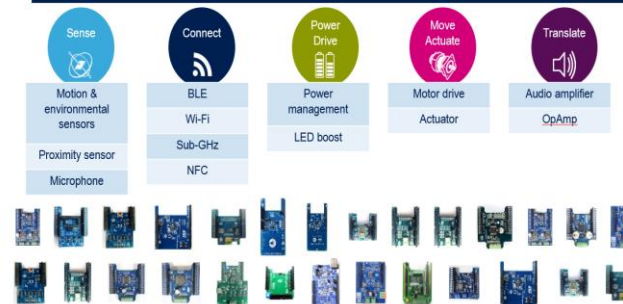 Sense
Connect
Power
Drive
Move
Actuate
Translate
Motion &
environmental
sensors
Proximity sensor
Microphone
BLE
Wi-Fi
Sub-GHz
NFC
Power
management
LED boost
Motor drive
Actuator
Audio amplifier
OpAmp